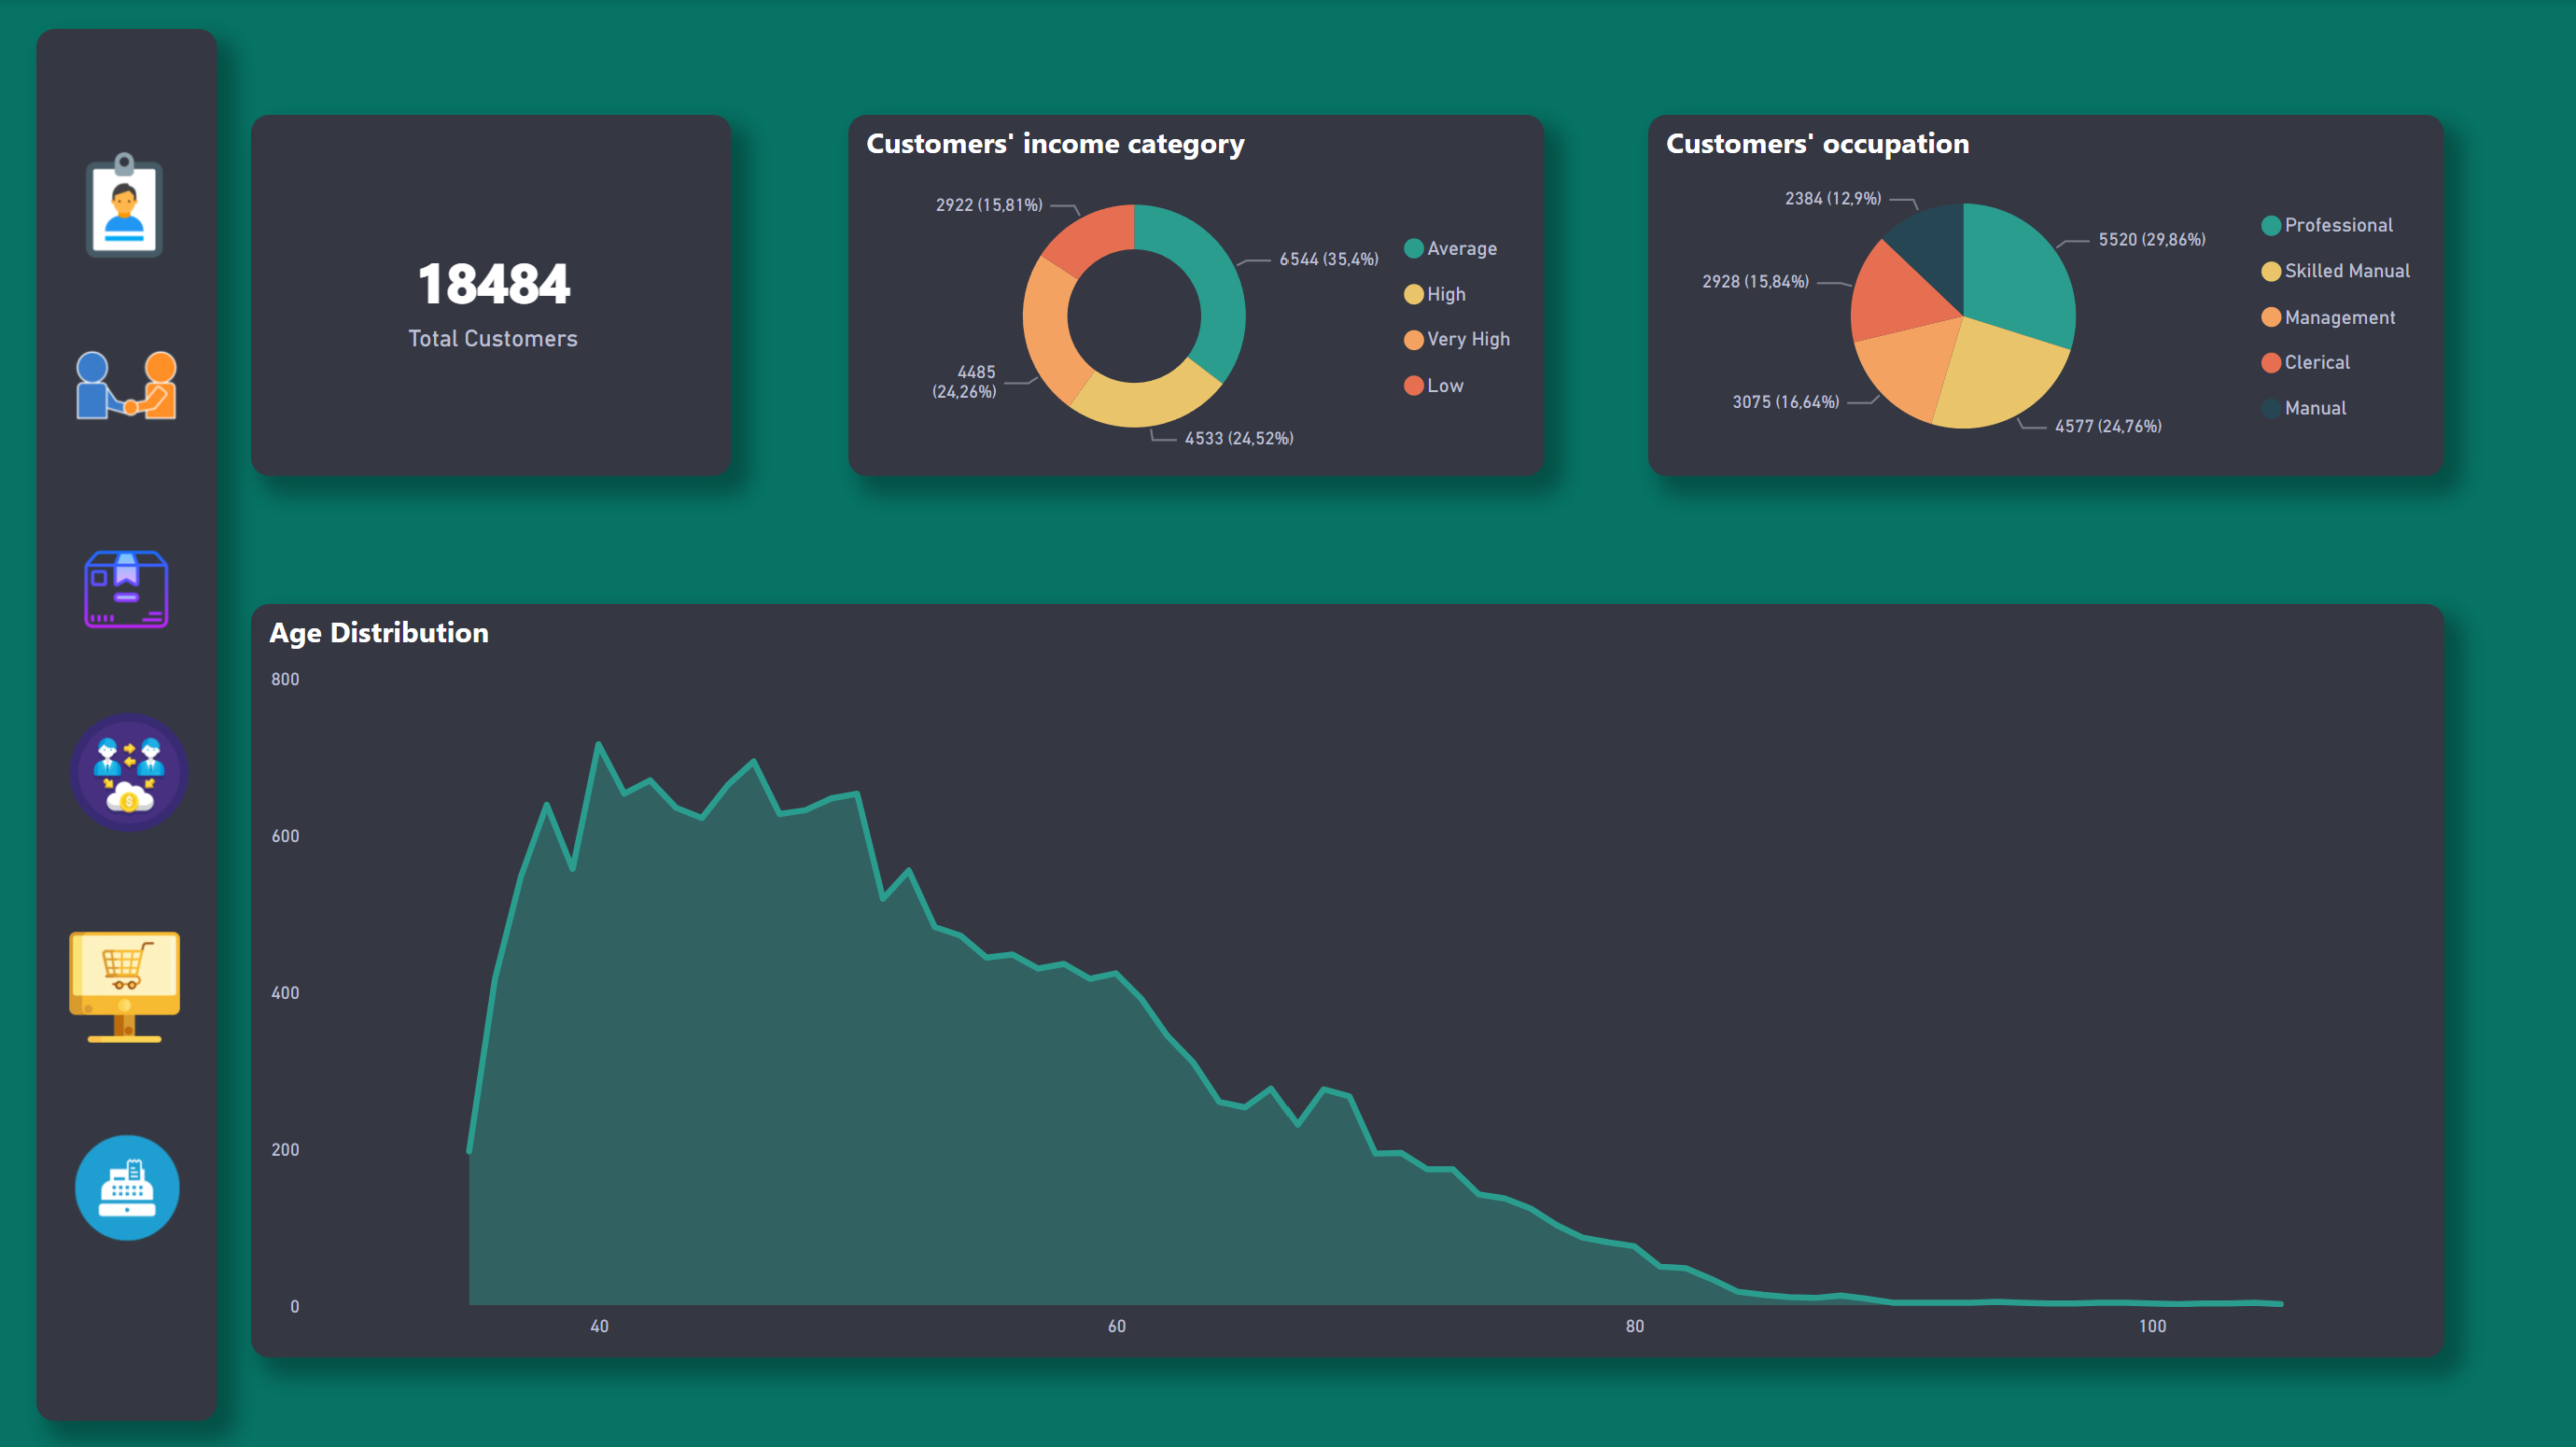 18484
Total Customers
Customers' income category
2922 (15,81%)
6544 (35,4%)
4485
(24,26%)
4533 (24,52%)
Average
High
Very High
Low
Customers' occupation
2384 (12,9%)
5520 (29,86%)
2928 (15,84%)
3075 (16,64%)
4577 (24,76%)
Professional
Skilled Manual
Management
Clerical
Manual
Age Distribution
800
600
400
200
0
40
60
80
100